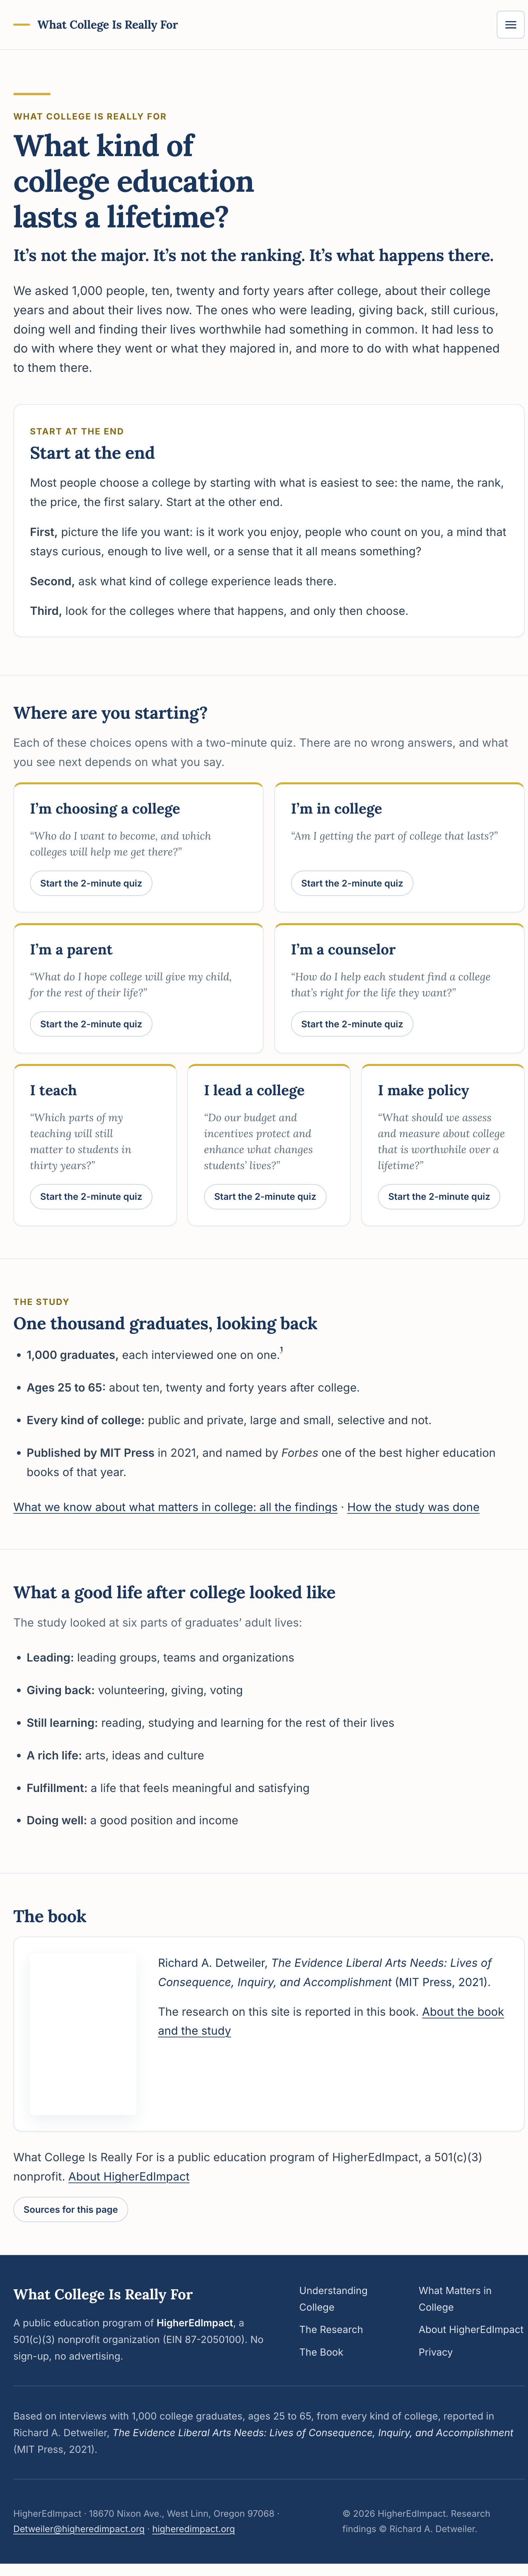 What College Is Really For
WHAT COLLEGE IS REALLY FOR
What kind of
college education
lasts a lifetime?
It’s not the major. It’s not the ranking. It’s what happens there.
We asked 1,000 people, ten, twenty and forty years after college, about their college
years and about their lives now. The ones who were leading, giving back, still curious,
doing well and finding their lives worthwhile had something in common. It had less to
do with where they went or what they majored in, and more to do with what happened
to them there.
START AT THE END
Start at the end
Most people choose a college by starting with what is easiest to see: the name, the rank,
the price, the first salary. Start at the other end.
First, picture the life you want: is it work you enjoy, people who count on you, a mind that
stays curious, enough to live well, or a sense that it all means something?
Second, ask what kind of college experience leads there.
Third, look for the colleges where that happens, and only then choose.
Where are you starting?
Each of these choices opens with a two-minute quiz. There are no wrong answers, and what
you see next depends on what you say.
I’m choosing a college
“Who do I want to become, and which
colleges will help me get there?”
Start the 2-minute quiz
I’m in college
“Am I getting the part of college that lasts?”
Start the 2-minute quiz
I’m a parent
“What do I hope college will give my child,
for the rest of their life?”
Start the 2-minute quiz
I’m a counselor
“How do I help each student find a college
that’s right for the life they want?”
Start the 2-minute quiz
I teach
“Which parts of my
teaching will still
matter to students in
thirty years?”
Start the 2-minute quiz
I lead a college
“Do our budget and
incentives protect and
enhance what changes
students’ lives?”
Start the 2-minute quiz
I make policy
“What should we assess
and measure about college
that is worthwhile over a
lifetime?”
Start the 2-minute quiz
THE STUDY
One thousand graduates, looking back
• 1,000 graduates, each interviewed one on one.1
• Ages 25 to 65: about ten, twenty and forty years after college.
• Every kind of college: public and private, large and small, selective and not.
• Published by MIT Press in 2021, and named by Forbes one of the best higher education
books of that year.
What we know about what matters in college: all the findings · How the study was done
What a good life after college looked like
The study looked at six parts of graduates’ adult lives:
• Leading: leading groups, teams and organizations
• Giving back: volunteering, giving, voting
• Still learning: reading, studying and learning for the rest of their lives
• A rich life: arts, ideas and culture
• Fulfillment: a life that feels meaningful and satisfying
• Doing well: a good position and income
The book
Richard A. Detweiler, The Evidence Liberal Arts Needs: Lives of
Consequence, Inquiry, and Accomplishment (MIT Press, 2021).
The research on this site is reported in this book. About the book
and the study
What College Is Really For is a public education program of HigherEdImpact, a 501(c)(3)
nonprofit. About HigherEdImpact
Sources for this page
What College Is Really For
A public education program of HigherEdImpact, a
501(c)(3) nonprofit organization (EIN 87-2050100). No
sign-up, no advertising.
Understanding
College
The Research
The Book
What Matters in
College
About HigherEdImpact
Privacy
Based on interviews with 1,000 college graduates, ages 25 to 65, from every kind of college, reported in
Richard A. Detweiler, The Evidence Liberal Arts Needs: Lives of Consequence, Inquiry, and Accomplishment
(MIT Press, 2021).
HigherEdImpact · 18670 Nixon Ave., West Linn, Oregon 97068 ·
Detweiler@higheredimpact.org · higheredimpact.org
© 2026 HigherEdImpact. Research
findings © Richard A. Detweiler.